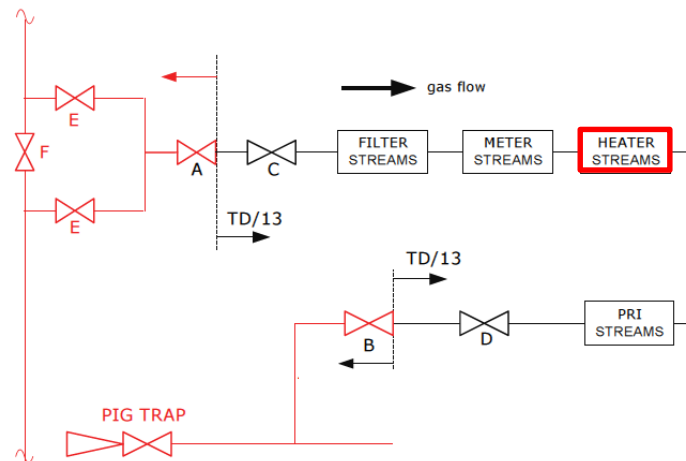 gas flow
E
F
E
A
C
FILTER
STREAMS
METER
STREAMS
HEATER
STREAMS
TD/13
TD/13
B
D
PRI
STREAMS
PIG TRAP